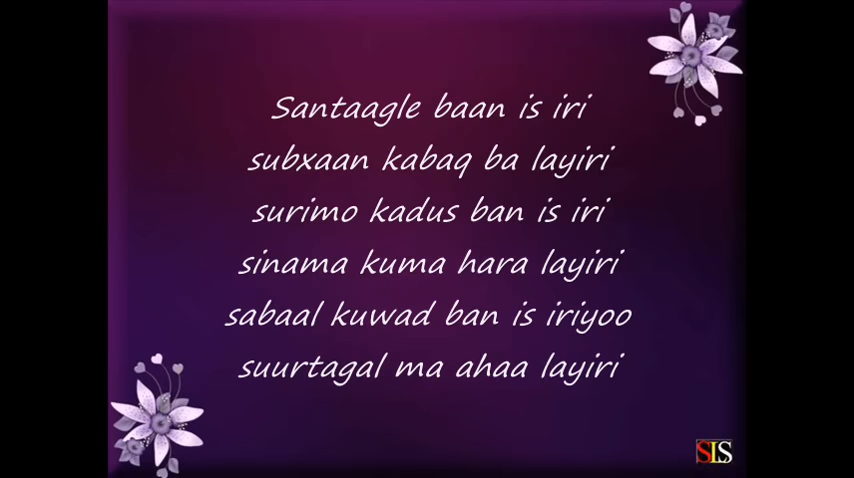 Santaagle baan is iri
subxaan kabaq ba layiri
surimo kadus ban is iri
sinama kuma hara layiri
sabaal kuwad ban is iriyoo
suurtagal ma ahaa layiri
SLS